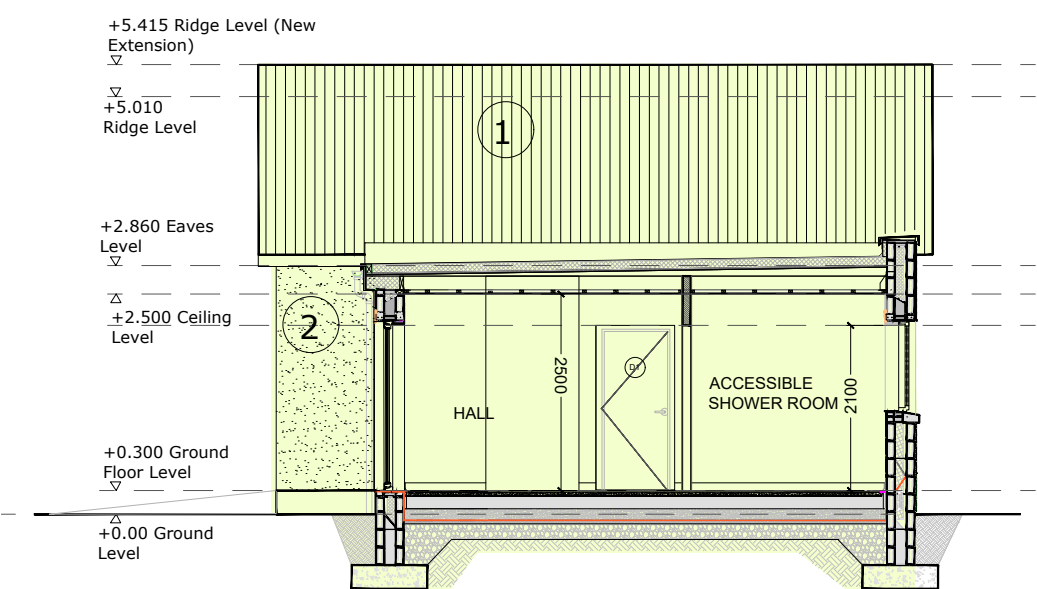 +5.415 Ridge Level (New
Extension)
+5.010
Ridge Level
1
+2.860 Eaves
Level
+2.500 Ceiling
Level
2
2500
D1
HALL
ACCESSIBLE
SHOWER ROOM
2100
+0.300 Ground
Floor Level
+0.00 Ground
Level